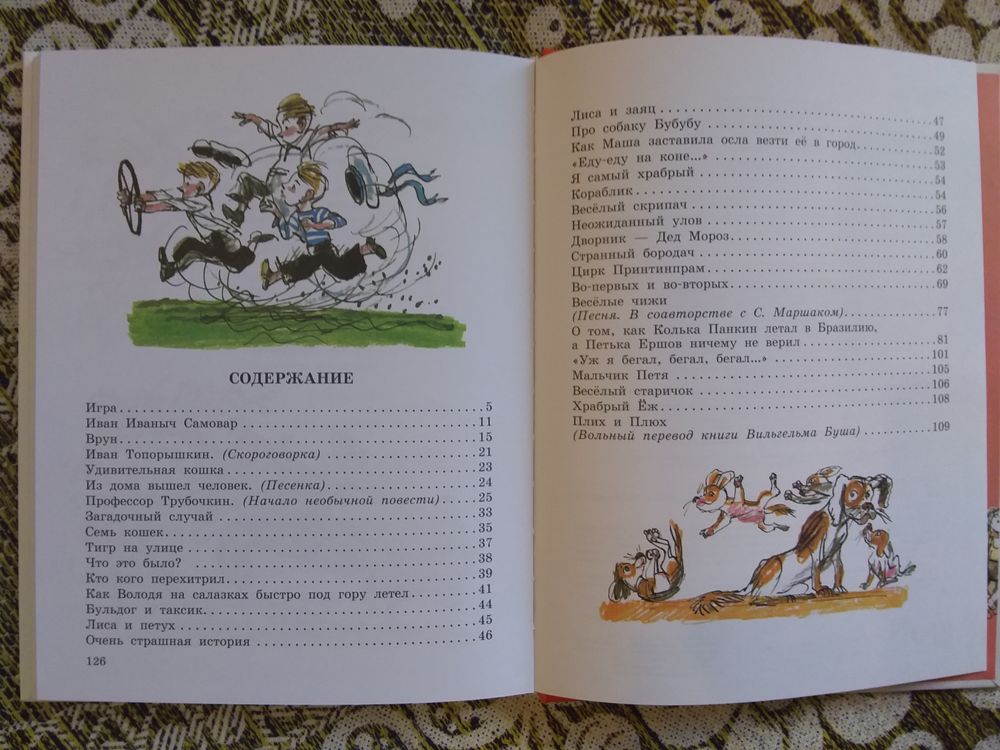 СОДЕРЖАНИЕ
Игра 5
Иван Иваныч Самовар 11
Врун 15
Иван Топорышкин. (Скороговорка) 21
Удивительная кошка 23
Из дома вышел человек. (Песенка) 24
Профессор Трубочкин. (Начало необычной повести) 25
Загадочный случай 33
Семь кошек 35
Тигр на улице 37
Что это было? 38
Кто кого перехитрил 39
Как Володя на салазках быстро под гору летел 41
Бульдог и таксик 44
Лиса и петух 45
Очень страшная история 46
126
Лиса и заяц 47
Про собаку Бубубу 49
Как Маша заставила осла везти её в город 52
«Еду-еду на коне...» 53
Я самый храбрый 54
Кораблик 54
Весёлый скрипач 56
Неожиданный улов 57
Дворник — Дед Мороз 58
Странный бородач 60
Цирк Принтинпрам 62
Во-первых и во-вторых 69
Весёлые чижи
(Песня. В соавторстве с С. Маршаком) 77
О том, как Колька Панкин летал в Бразилию,
а Петька Ершов ничему не верил 81
«Уж я бегал, бегал, бегал...» 101
Мальчик Петя 105
Весёлый старичок 106
Храбрый Ёж 108
Плих и Плюх
(Вольный перевод книги Вильгельма Буша) 109